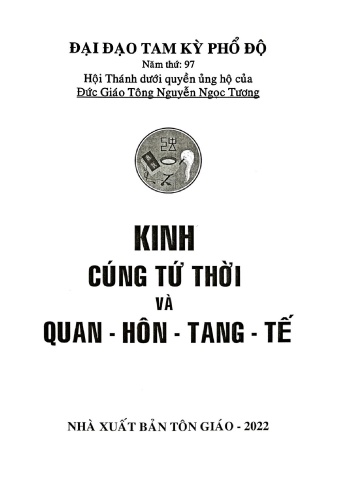 ĐẠI ĐẠO TAM KỲ PHỔ ĐỘ
Năm thứ: 97
Hội Thánh dưới quyền ủng hộ của
Đức Giáo Tông Nguyễn Ngọc Tương
KINH
CÚNG TỨ THỜI
VÀ
QUAN - HÔN - TANG - TẾ
NHÀ XUẤT BẢN TÔN GIÁO - 2022